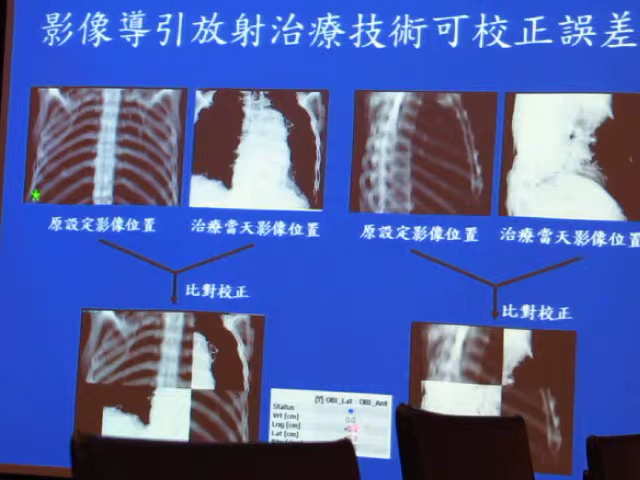 影像導引放射治療技術可校正誤差
原設定影像位置
治療當天影像位置
原設定影像位置
治療當天影像位置
比對校正
比對校正
OBI_Lat - OBI_Ant
Status
Vrt [cm]
Lng [cm]
Lat [cm]